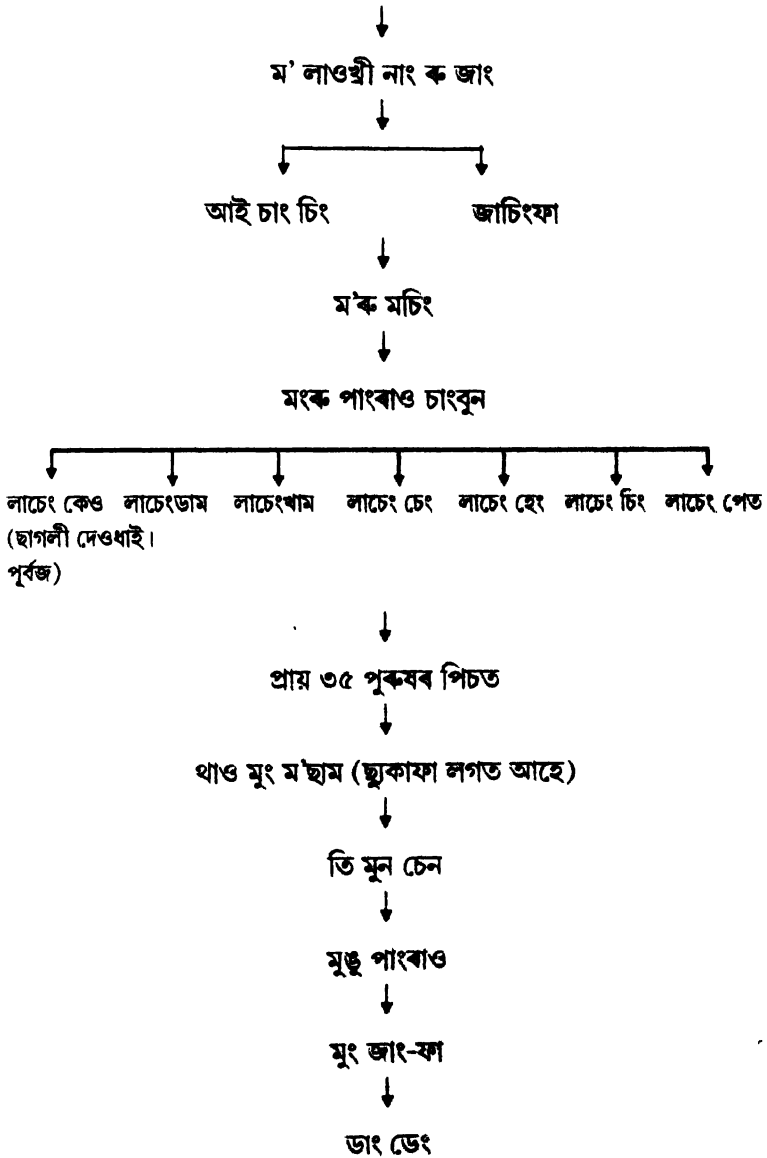 ম' লাওখ্ৰী নাং ৰু জাং
আই চাং চিং জাচিংফা
ম'ৰু মচিং
মংৰু পাংৰাও চাংবুন
লাচেং কেও লাচেংডাম লাচেংখাম লাচেং চেং লাচেং হেং লাচেং চিং লাচেং পেত
(ছাগলী দেওধাই।
পূৰ্বজ)
প্ৰায় ৩৫ পুৰুষৰ পিচত
থাও মুং ম'ছাম (ছ্যুকাফা লগত আহে)
তি মুন চেন
মুঙু পাংৰাও
মুং জাং-ফা
ডাং ডেং